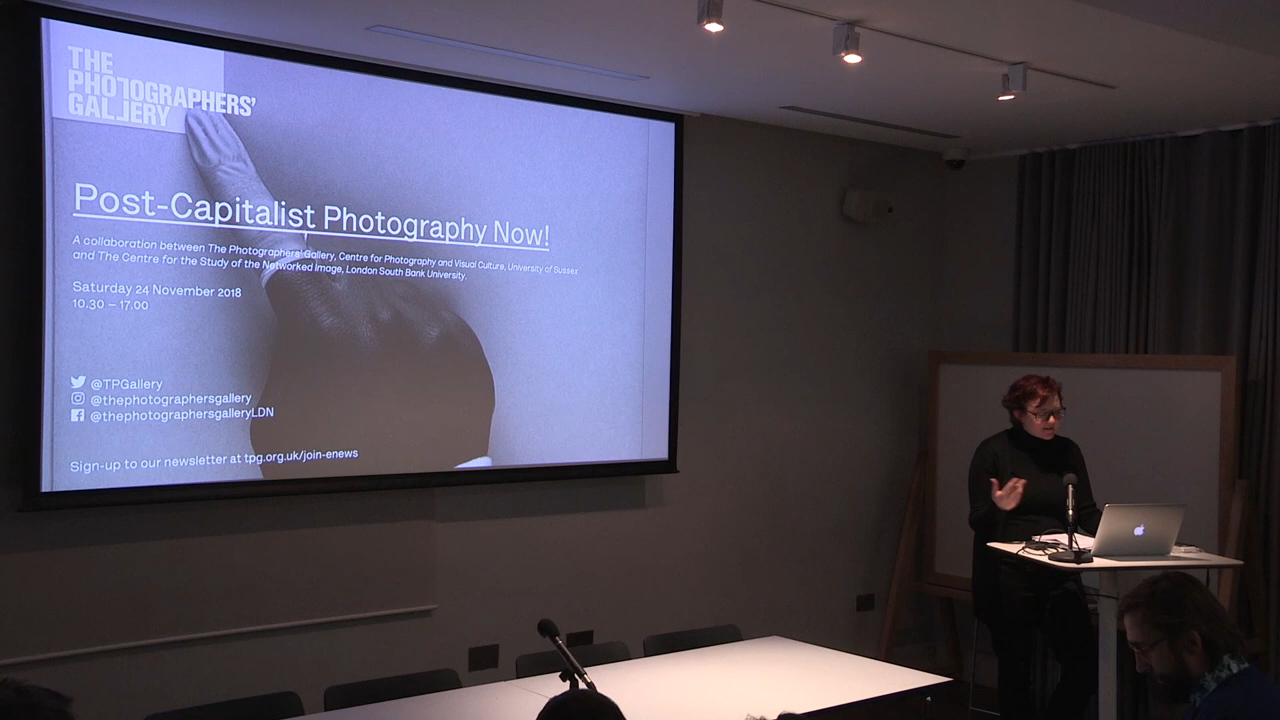 THE
PHOTOGRAPHERS'
GALLERY
Post-Capitalist Photography Now!
A collaboration between The Photographers' Gallery, Centre for Photography and Visual Culture, University of Sussex
and The Centre for the Study of the Networked Image, London South Bank University.
Saturday 24 November 2018
10.30 – 17.00
@TPGallery
@thephotographersgallery
@thephotographersgalleryLDN
Sign-up to our newsletter at tpg.org.uk/join-enews